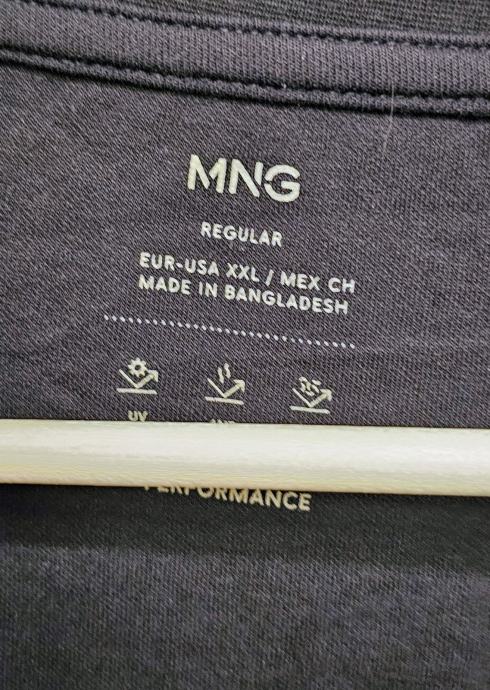 MNG
REGULAR
EUR-USA XXL / MEX CH
MADE IN BANGLADESH
UV
PERFORMANCE